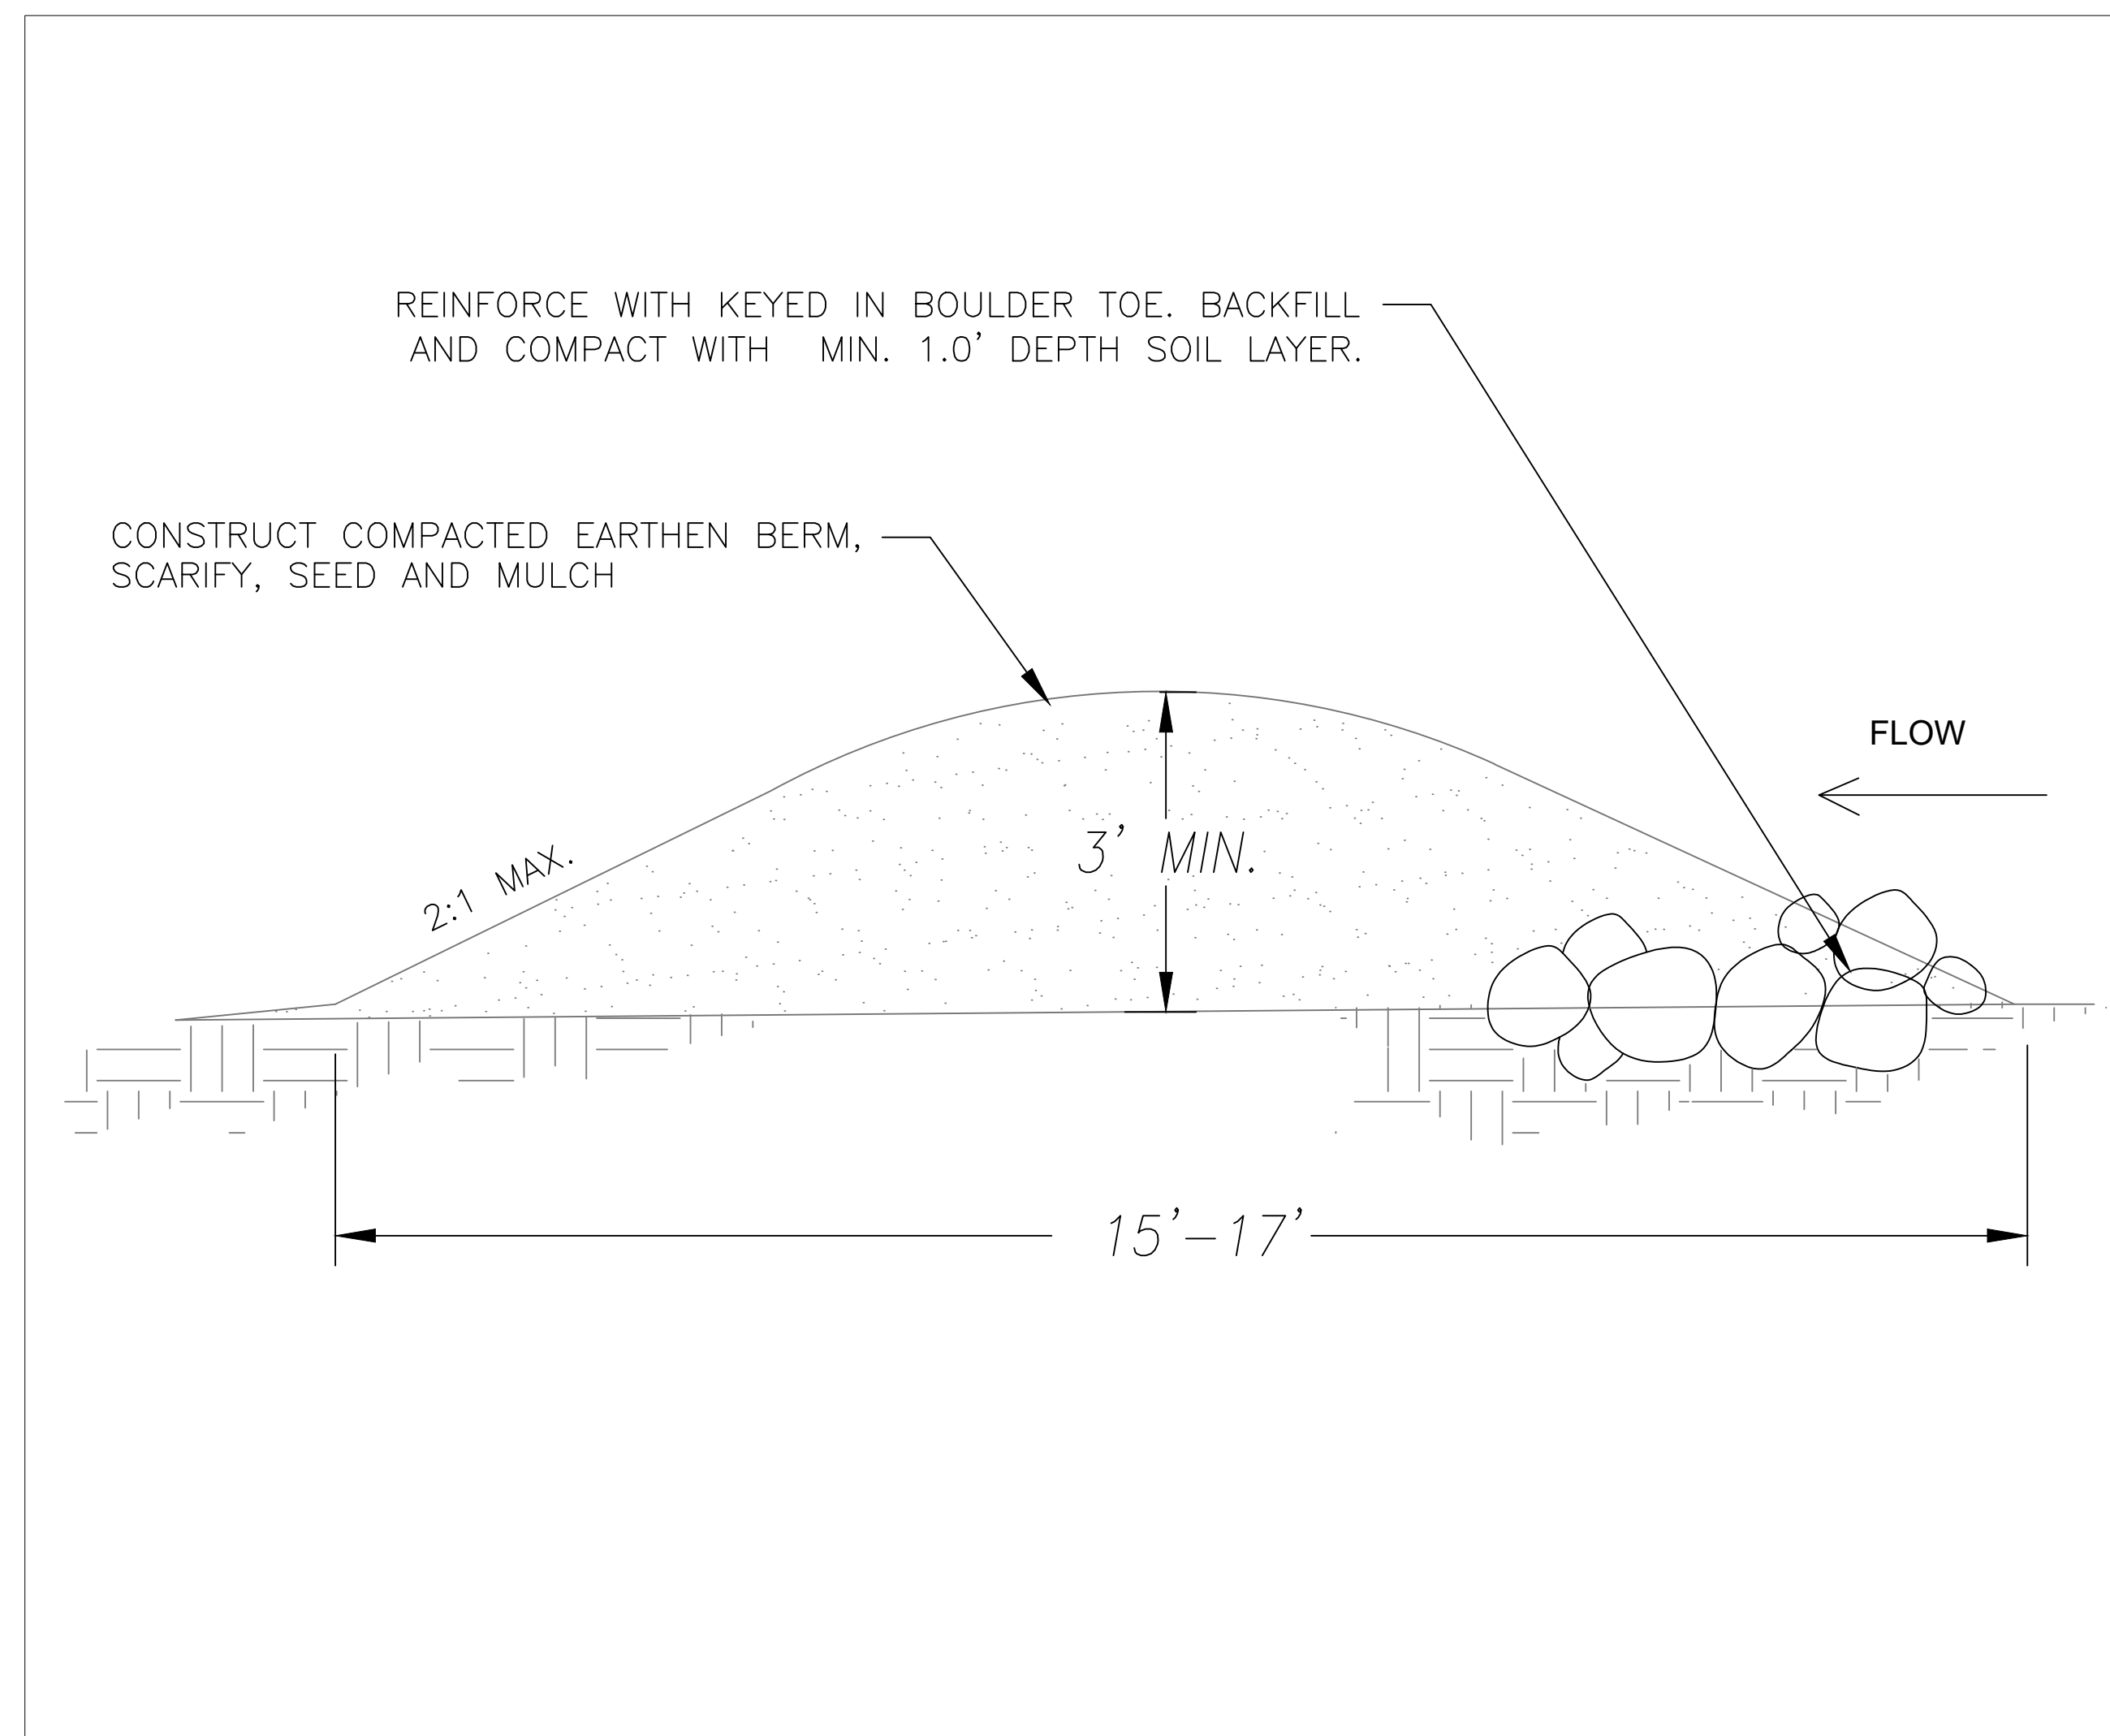 REINFORCE WITH KEYED IN BOULDER TOE. BACKFILL
AND COMPACT WITH MIN. 1.0' DEPTH SOIL LAYER.
CONSTRUCT COMPACTED EARTHEN BERM,
SCARIFY, SEED AND MULCH
FLOW
2:1 MAX.
3' MIN.
15'-17'